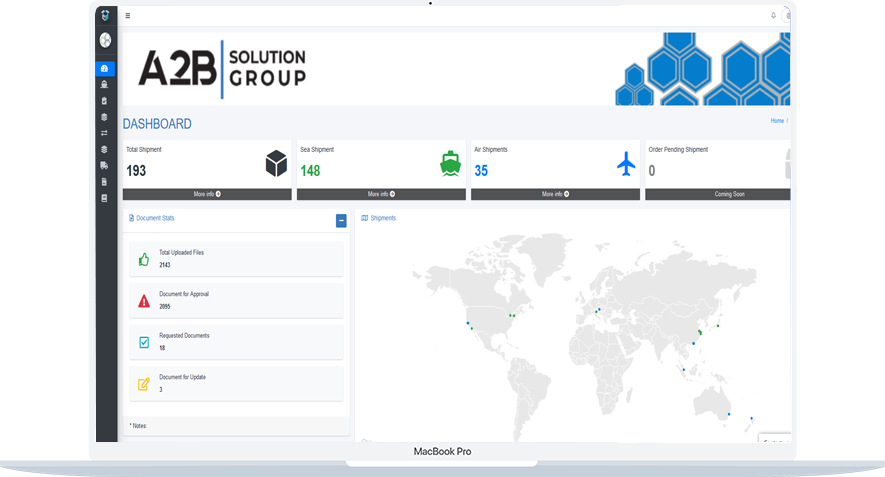 A2B SOLUTION
GROUP
DASHBOARD
Home /
Total Shipment
193
More info
Sea Shipment
148
More info
Air Shipments
35
More info
Order Pending Shipment
0
Coming Soon
Document Stats
Total Uploaded Files
2143
Document for Approval
2095
Requested Documents
18
Document for Update
3
* Notes:
Shipments
MacBook Pro